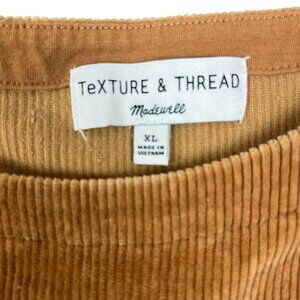 TeXTURE & THREAD
Madewell
XL
MADE IN
VIETNAM